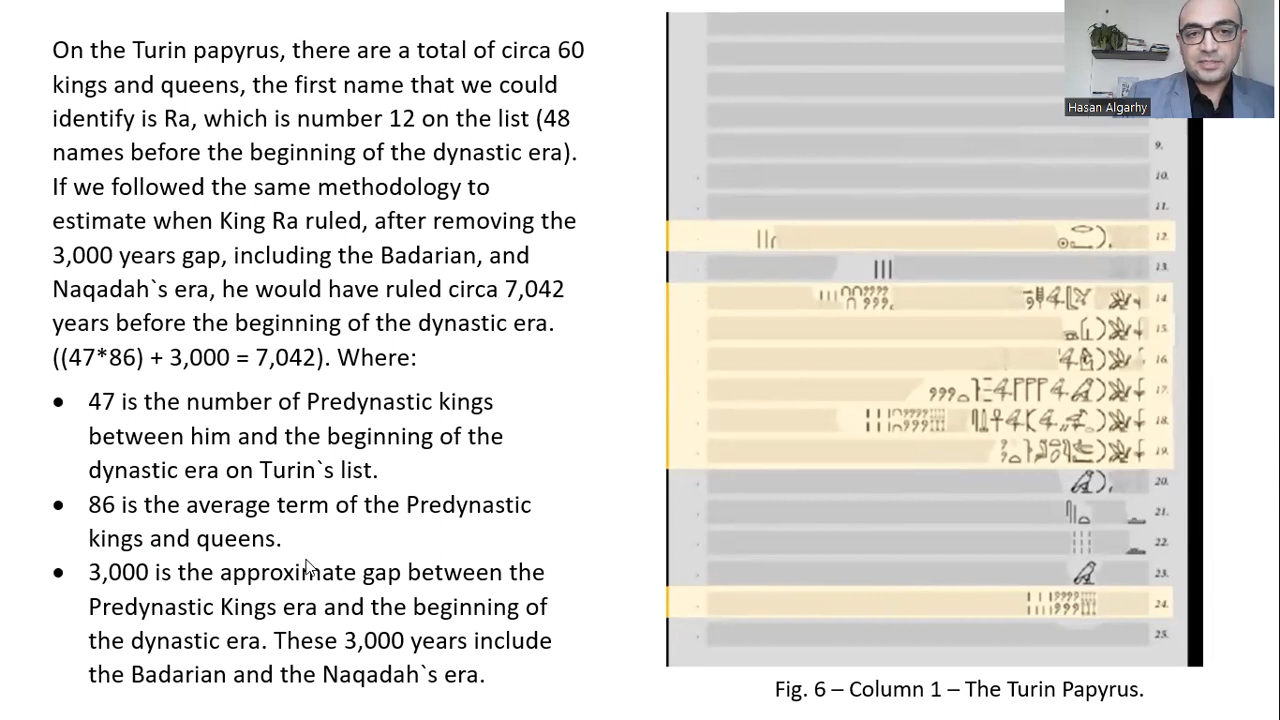 On the Turin papyrus, there are a total of circa 60
kings and queens, the first name that we could
identify is Ra, which is number 12 on the list (48
names before the beginning of the dynastic era).
If we followed the same methodology to
estimate when King Ra ruled, after removing the
3,000 years gap, including the Badarian, and
Naqadah`s era, he would have ruled circa 7,042
years before the beginning of the dynastic era.
((47*86) + 3,000 = 7,042). Where:
• 47 is the number of Predynastic kings
between him and the beginning of the
dynastic era on Turin`s list.
• 86 is the average term of the Predynastic
kings and queens.
• 3,000 is the approximate gap between the
Predynastic Kings era and the beginning of
the dynastic era. These 3,000 years include
the Badarian and the Naqadah`s era.
Hasan Algarhy
9.
10.
11.
12.
13.
14.
15.
16.
17.
18.
19.
20.
21.
22.
23.
24.
25.
Fig. 6 – Column 1 – The Turin Papyrus.